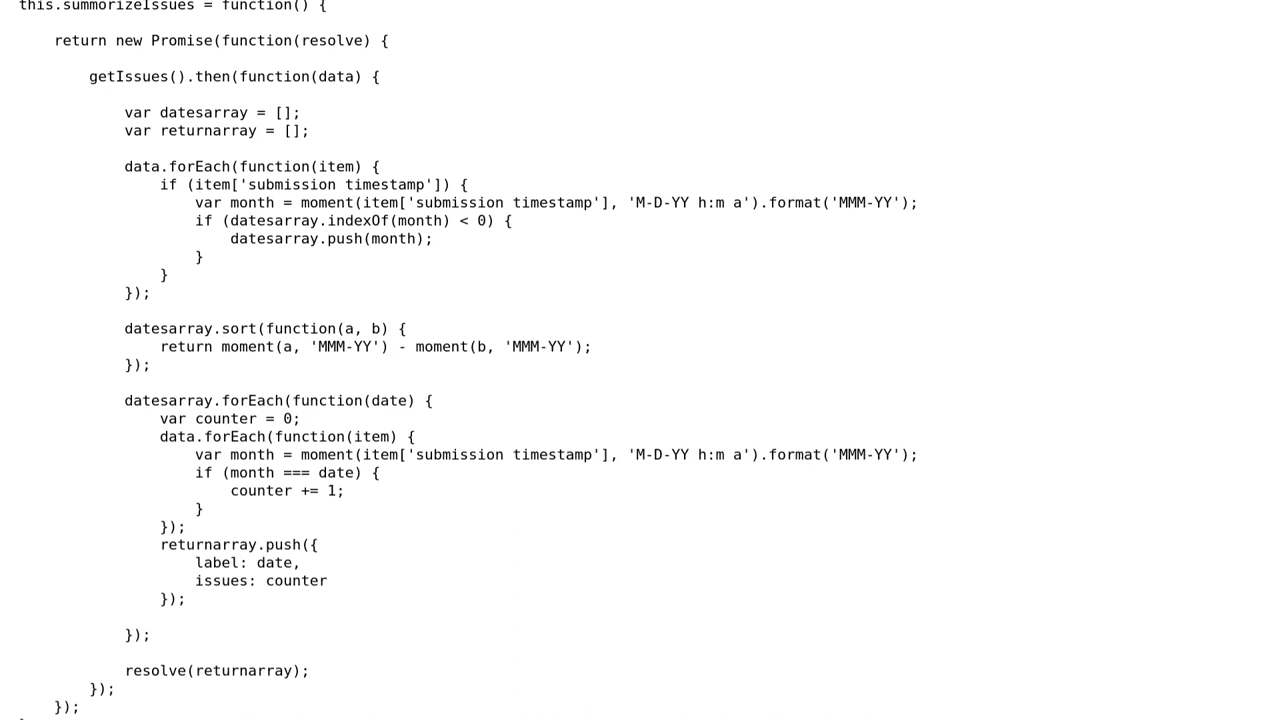 this.summorizeIssues = function() {
return new Promise(function(resolve) {
getIssues().then(function(data) {
var datesarray = [];
var returnarray = [];
data.forEach(function(item) {
if (item['submission timestamp']) {
var month = moment(item['submission timestamp'], 'M-D-YY h:m a').format('MMM-YY');
if (datesarray.indexOf(month) < 0) {
datesarray.push(month);
}
}
});
datesarray.sort(function(a, b) {
return moment(a, 'MMM-YY') - moment(b, 'MMM-YY');
});
datesarray.forEach(function(date) {
var counter = 0;
data.forEach(function(item) {
var month = moment(item['submission timestamp'], 'M-D-YY h:m a').format('MMM-YY');
if (month === date) {
counter += 1;
}
});
returnarray.push({
label: date,
issues: counter
});
});
resolve(returnarray);
});
});